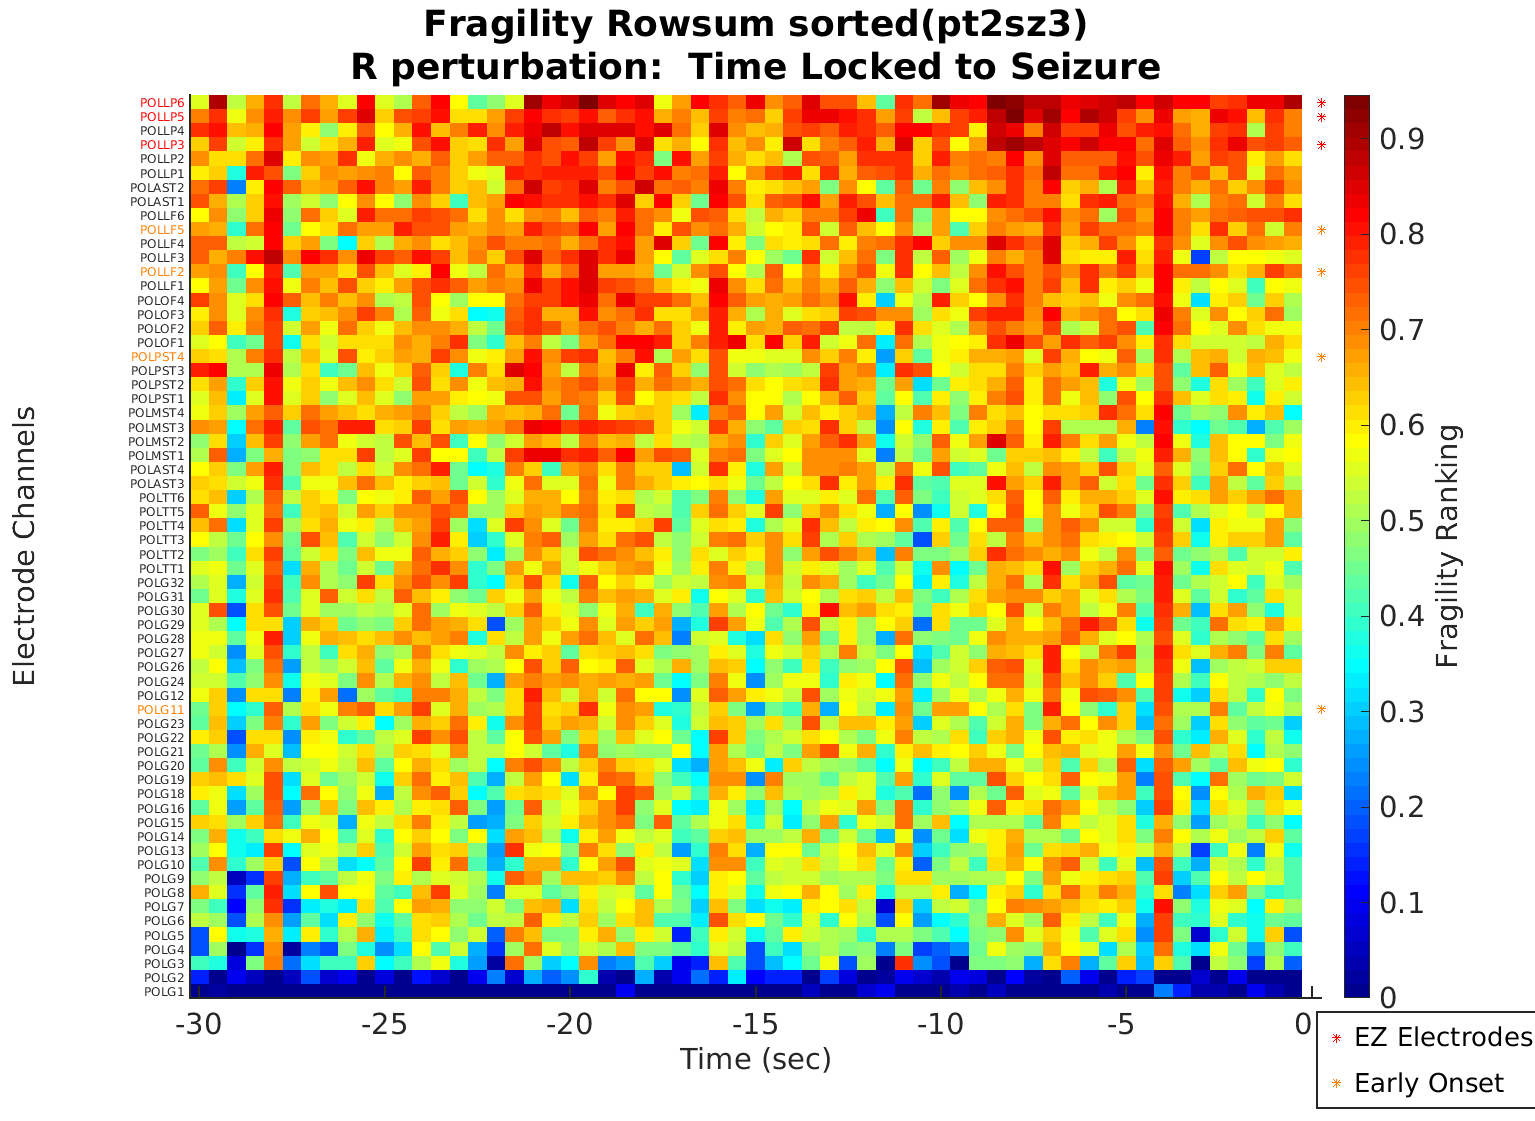 Fragility Rowsum sorted(pt2sz3)
R perturbation:  Time Locked to Seizure
Electrode Channels
POLLP6
POLLP5
POLLP4
POLLP3
POLLP2
POLLP1
POLAST2
POLAST1
POLLF6
POLLF5
POLLF4
POLLF3
POLLF2
POLLF1
POLOF4
POLOF3
POLOF2
POLOF1
POLPST4
POLPST3
POLPST2
POLPST1
POLMST4
POLMST3
POLMST2
POLMST1
POLAST4
POLAST3
POLTT6
POLTT5
POLTT4
POLTT3
POLTT2
POLTT1
POLG32
POLG31
POLG30
POLG29
POLG28
POLG27
POLG26
POLG24
POLG12
POLG11
POLG23
POLG22
POLG21
POLG20
POLG19
POLG18
POLG16
POLG15
POLG14
POLG13
POLG10
POLG9
POLG8
POLG7
POLG6
POLG5
POLG4
POLG3
POLG2
POLG1
-30 -25 -20 -15 -10 -5 0
Time (sec)
0.9
0.8
0.7
0.6
0.5
0.4
0.3
0.2
0.1
0
Fragility Ranking
EZ Electrodes
Early Onset